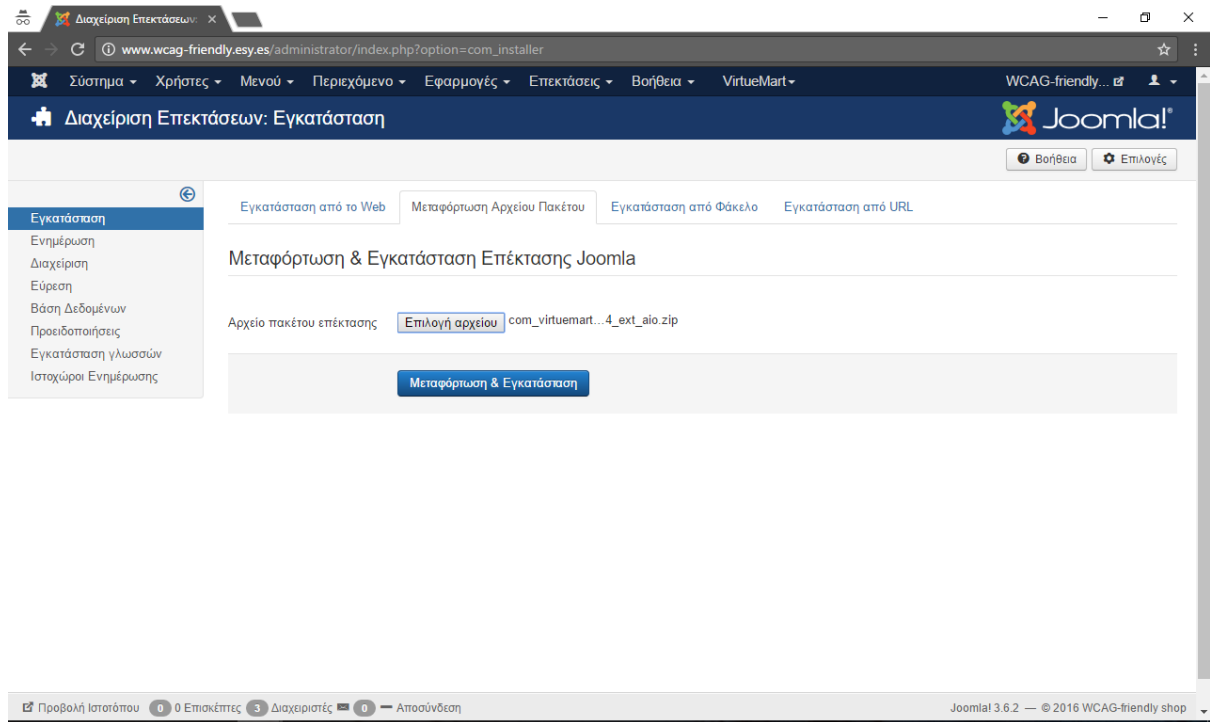 Διαχείριση Επεκτάσεων:
www.wcag-friendly.esy.es/administrator/index.php?option=com_installer
Σύστημα Χρήστες Μενού Περιεχόμενο Εφαρμογές Επεκτάσεις Βοήθεια VirtueMart WCAG-friendly...
Διαχείριση Επεκτάσεων: Εγκατάσταση Joomla!®
Βοήθεια Επιλογές
Εγκατάσταση
Ενημέρωση
Διαχείριση
Εύρεση
Βάση Δεδομένων
Προειδοποιήσεις
Εγκατάσταση γλωσσών
Ιστοχώροι Ενημέρωσης
Εγκατάσταση από το Web Μεταφόρτωση Αρχείου Πακέτου Εγκατάσταση από Φάκελο Εγκατάσταση από URL
Μεταφόρτωση & Εγκατάσταση Επέκτασης Joomla
Αρχείο πακέτου επέκτασης Επιλογή αρχείου com_virtuemart…4_ext_aio.zip
Μεταφόρτωση & Εγκατάσταση
Προβολή Ιστοτόπου 0 0 Επισκέπτες 3 Διαχειριστές 0 Αποσύνδεση Joomla! 3.6.2 — © 2016 WCAG-friendly shop